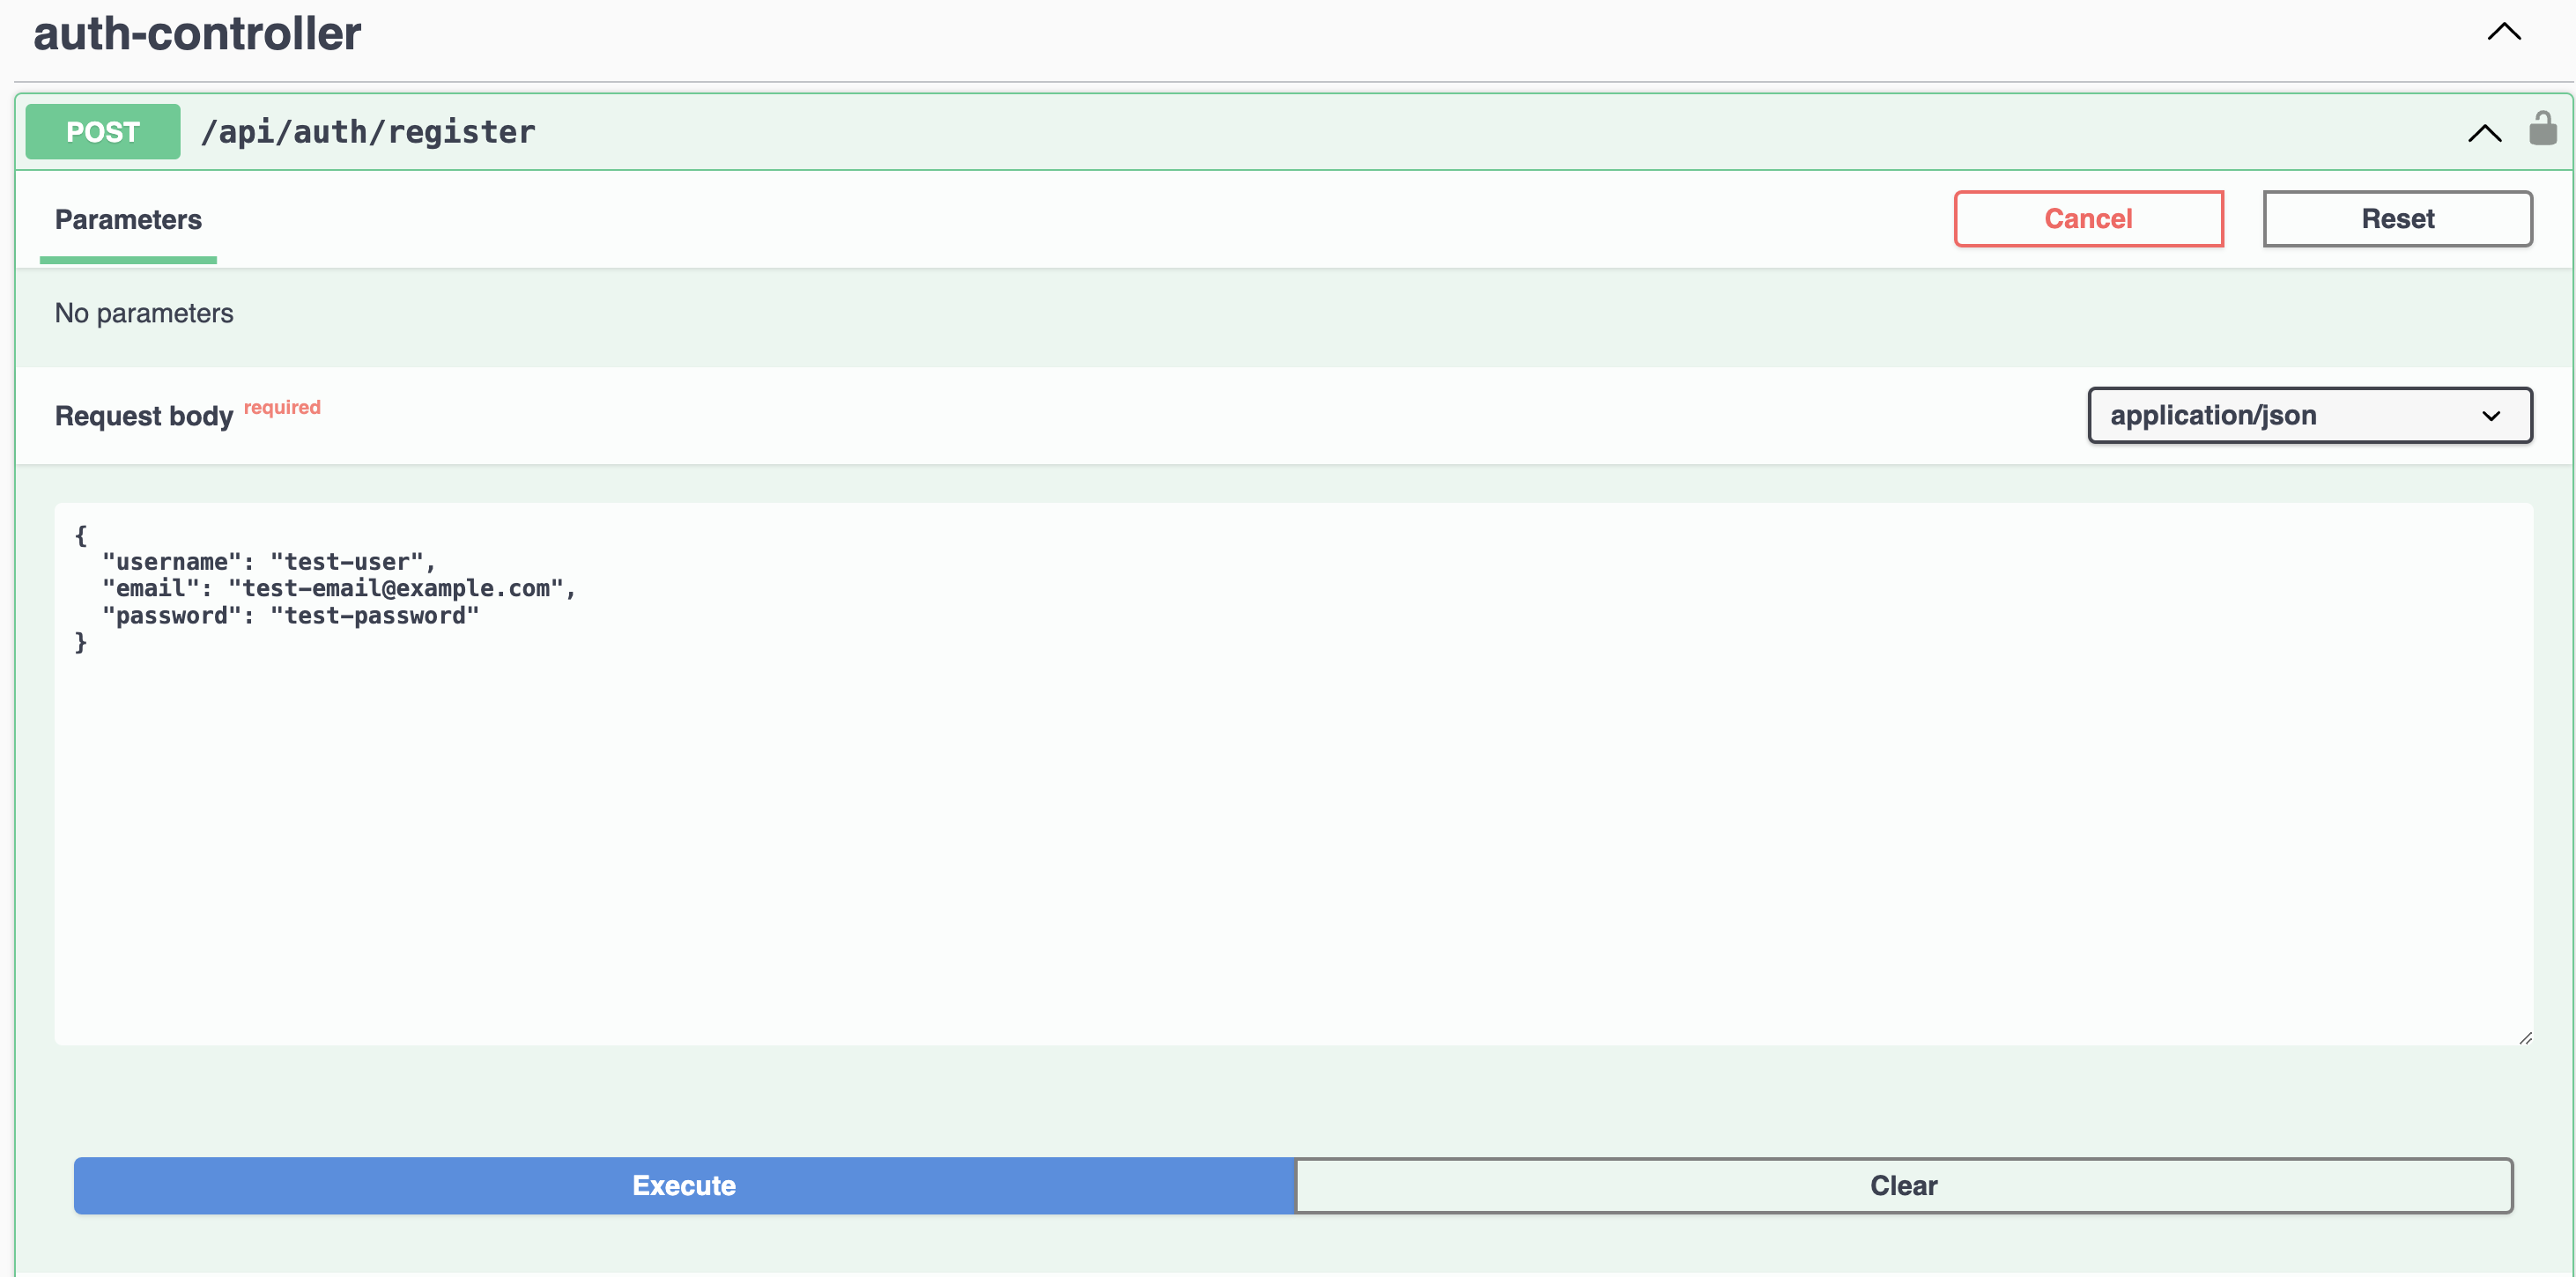 auth-controller
POST /api/auth/register
Parameters
Cancel
Reset
No parameters
Request body required
application/json
{
  "username": "test-user",
  "email": "test-email@example.com",
  "password": "test-password"
}
Execute
Clear